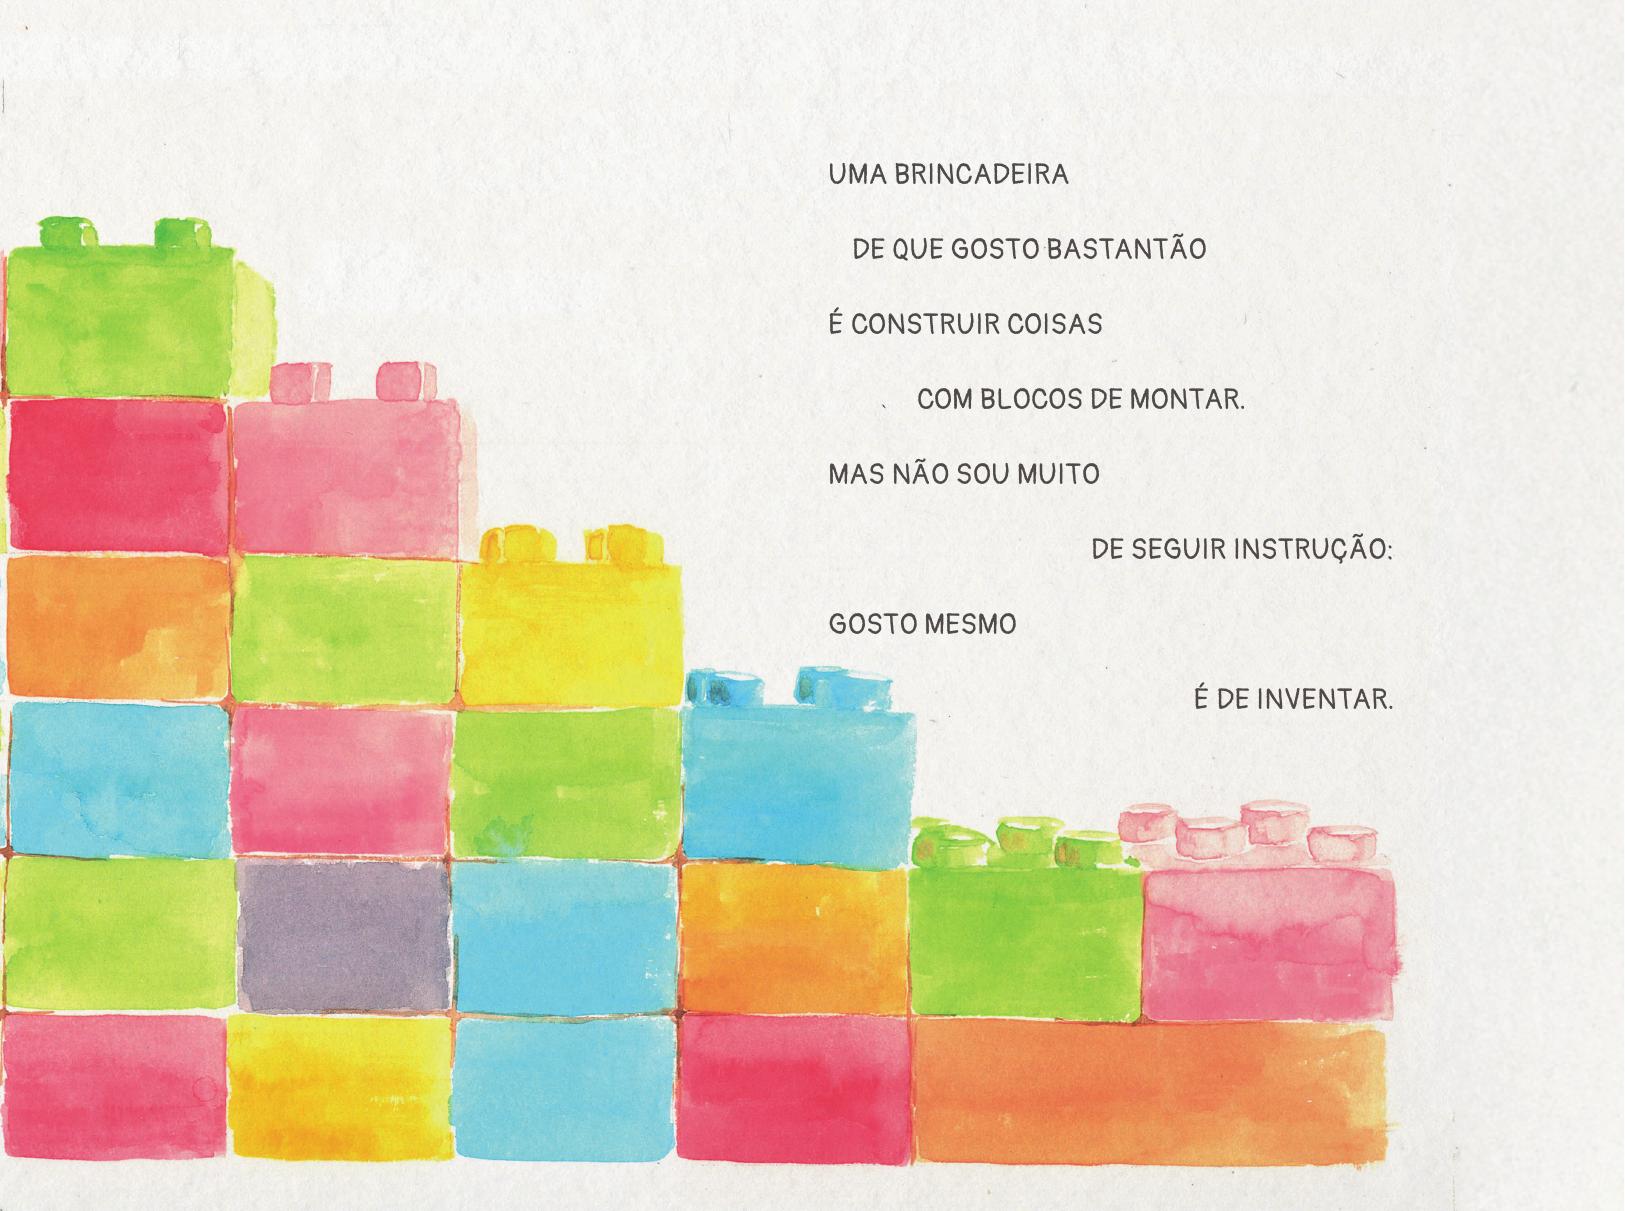 UMA BRINCADEIRA
DE QUE GOSTO BASTANTÃO
É CONSTRUIR COISAS
COM BLOCOS DE MONTAR.
MAS NÃO SOU MUITO
DE SEGUIR INSTRUÇÃO:
GOSTO MESMO
É DE INVENTAR.